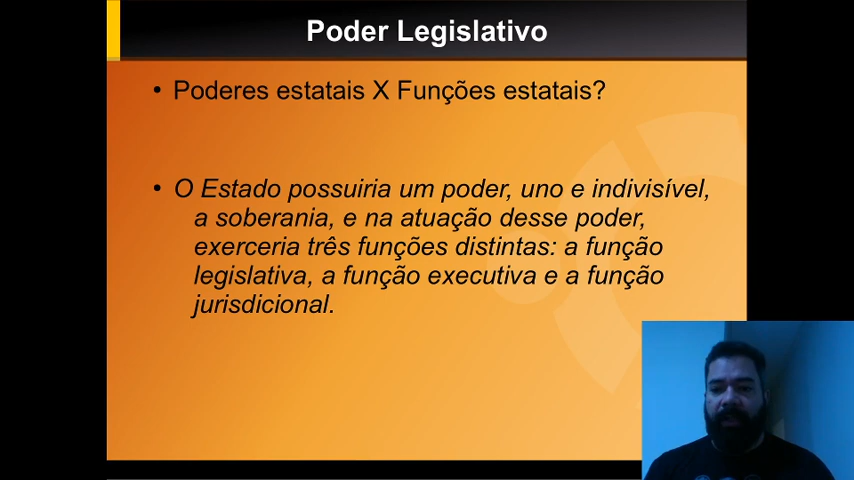 Poder Legislativo
• Poderes estatais X Funções estatais?
• O Estado possuiria um poder, uno e indivisível,
a soberania, e na atuação desse poder,
exerceria três funções distintas: a função
legislativa, a função executiva e a função
jurisdicional.